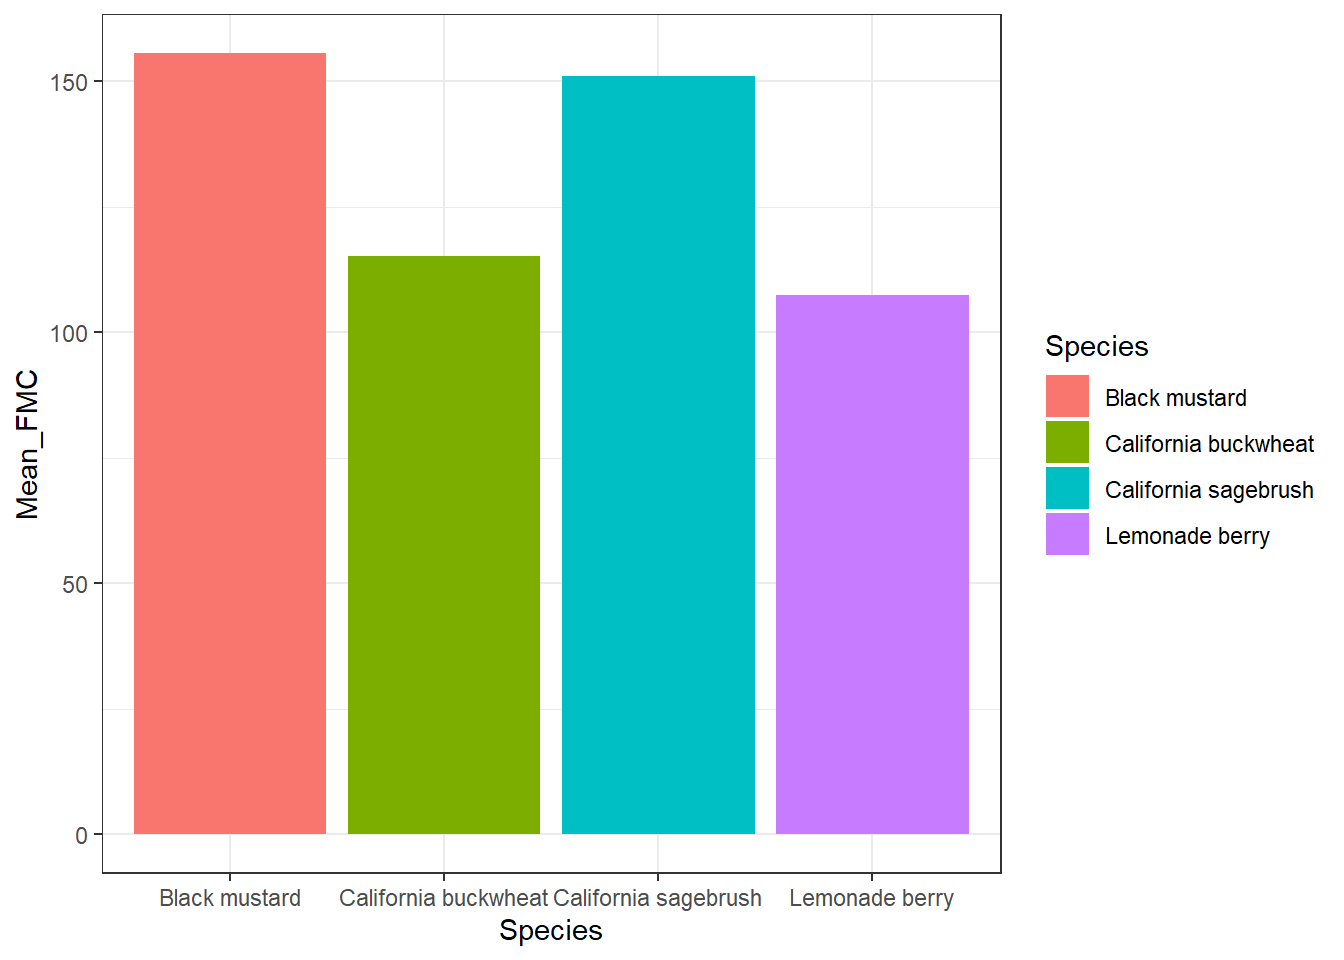 150
100
50
0
Mean_FMC
Black mustard
California buckwheat
California sagebrush
Lemonade berry
Species
Species
Black mustard
California buckwheat
California sagebrush
Lemonade berry